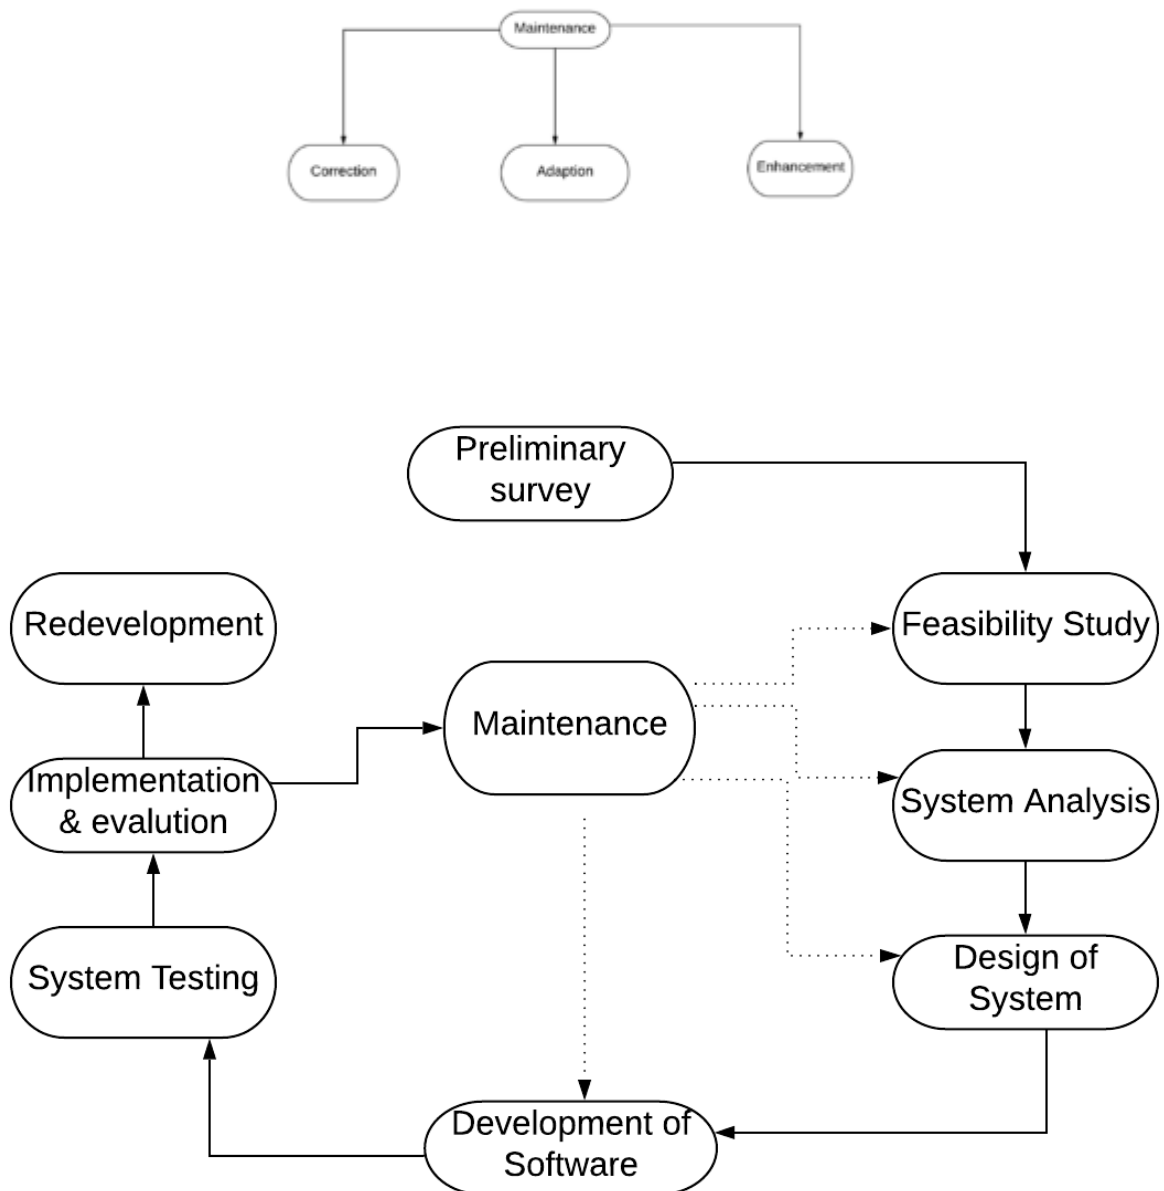 Maintenance
Correction
Adaption
Enhancement
Preliminary
survey
Redevelopment
Feasibility Study
Maintenance
Implementation
& evalution
System Analysis
System Testing
Design of
System
Development of
Software